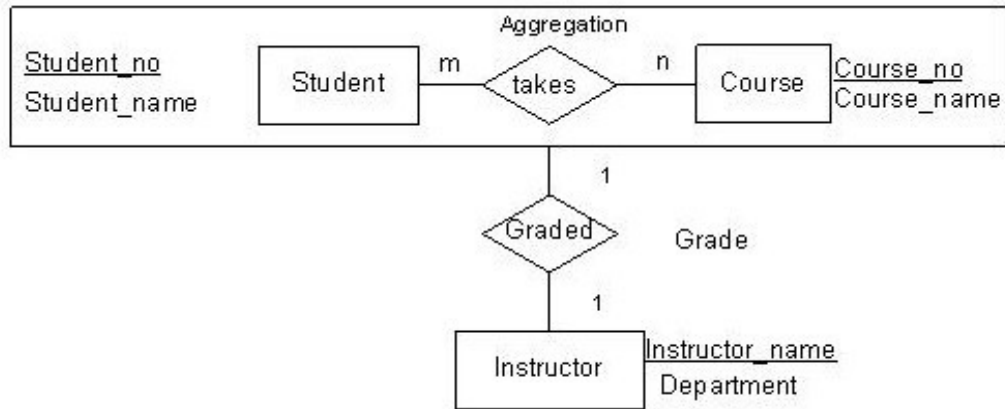 Aggregation
Student_no
Student_name
Student
m
takes
n
Course
Course_no
Course_name
1
Graded
Grade
1
Instructor
Instructor_name
Department